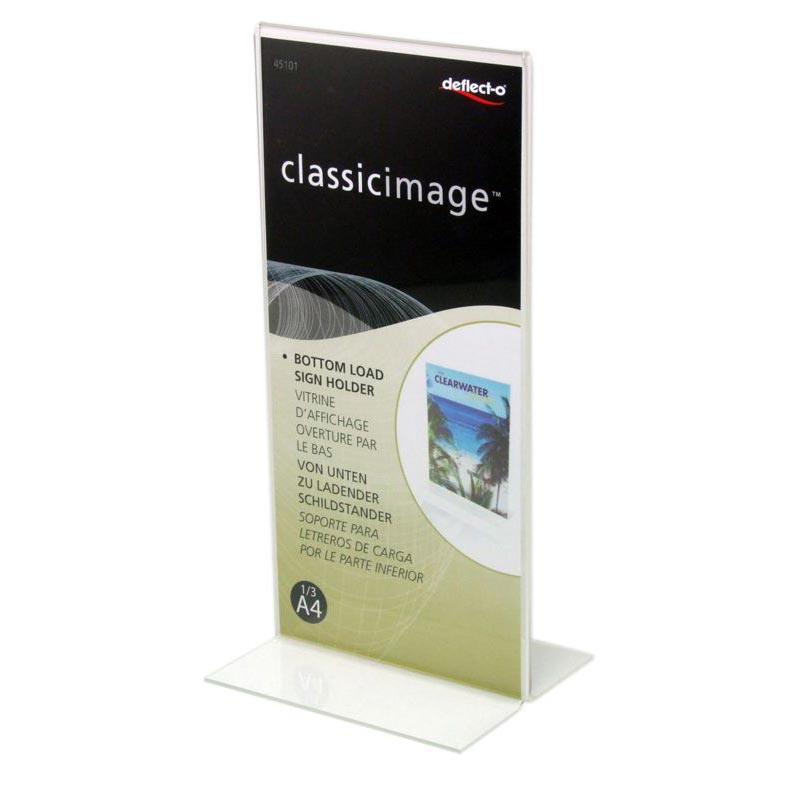 45101
deflect-o®
classicimage™
• BOTTOM LOAD
SIGN HOLDER
VITRINE
D'AFFICHAGE
OVERTURE PAR
LE BAS
VON UNTEN
ZU LADENDER
SCHILDSTANDER
SOPORTE PARA
LETREROS DE CARGA
POR LE PARTE INFERIOR
1/3
A4
CLEARWATER